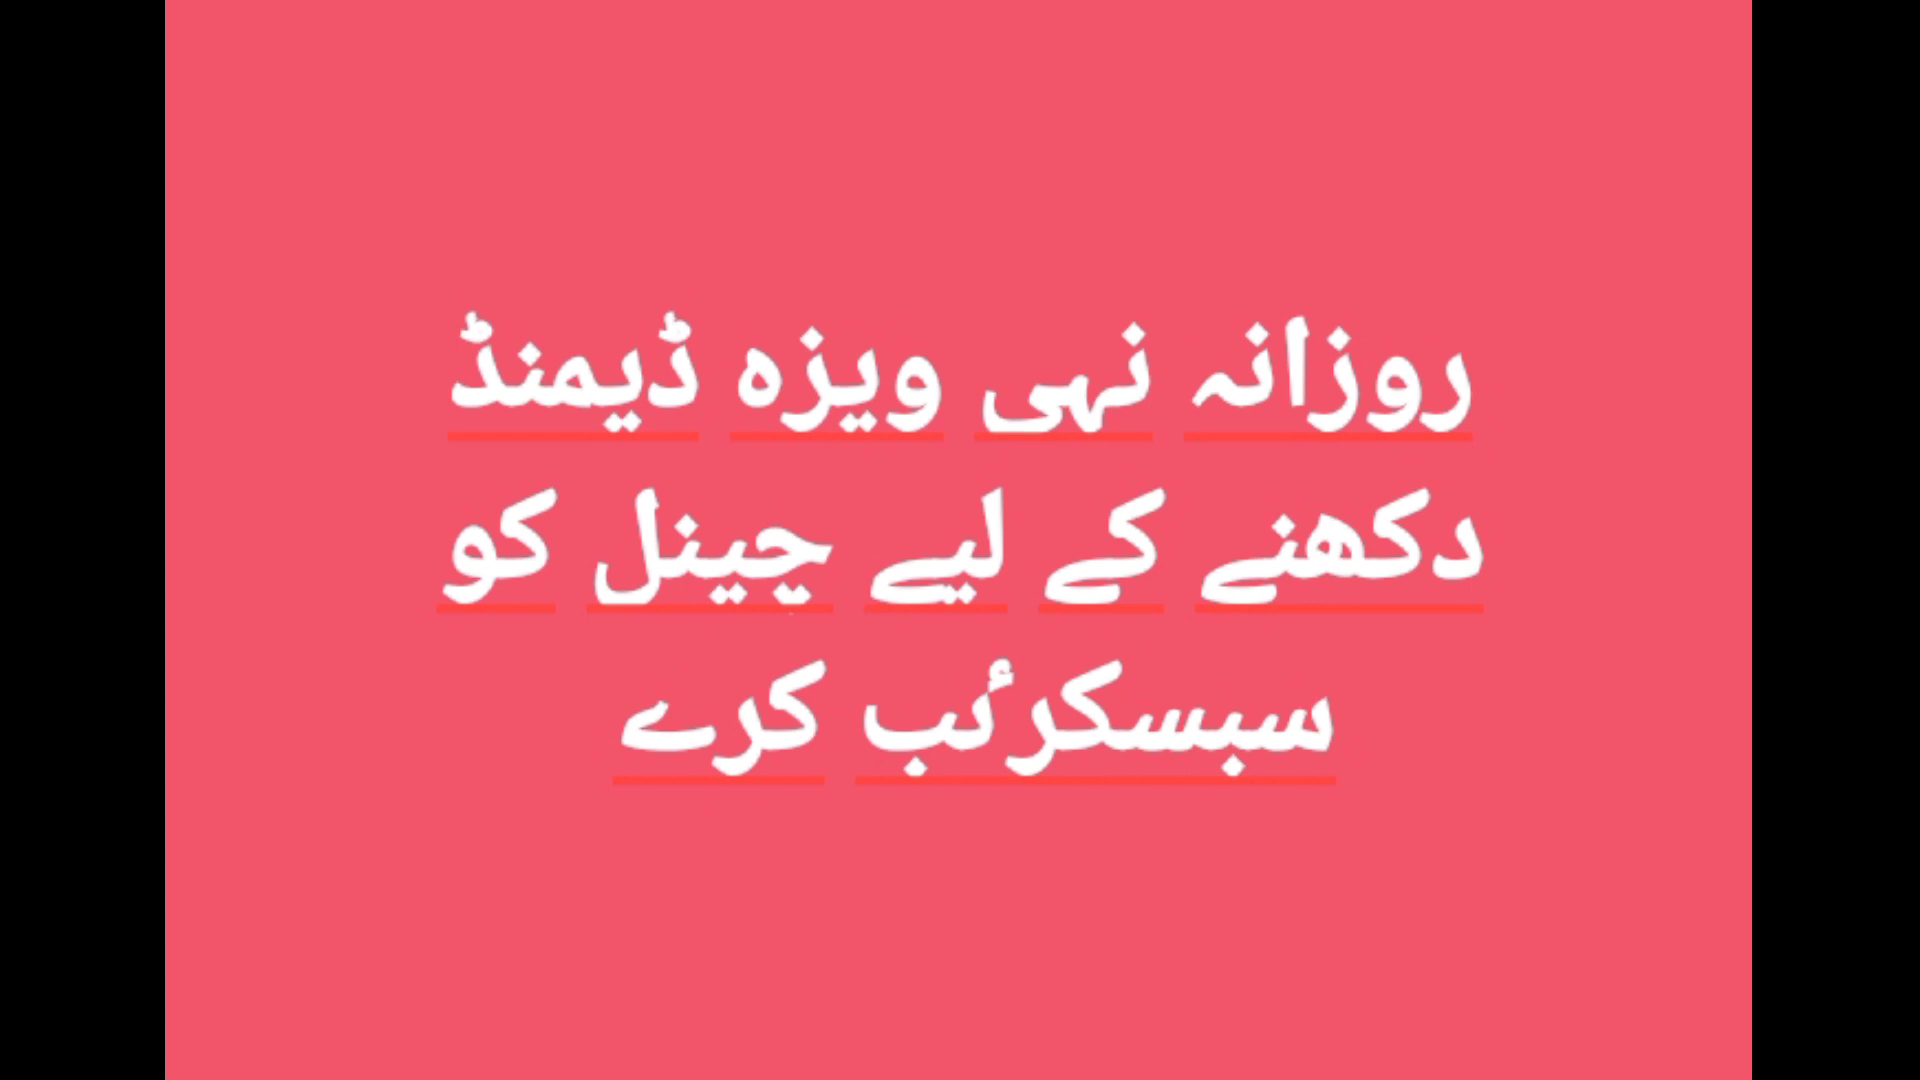 روزانہ نہی ویزہ ڈیمنڈ
دکھنے کے لیے چینل کو
سبسکرئب کرے